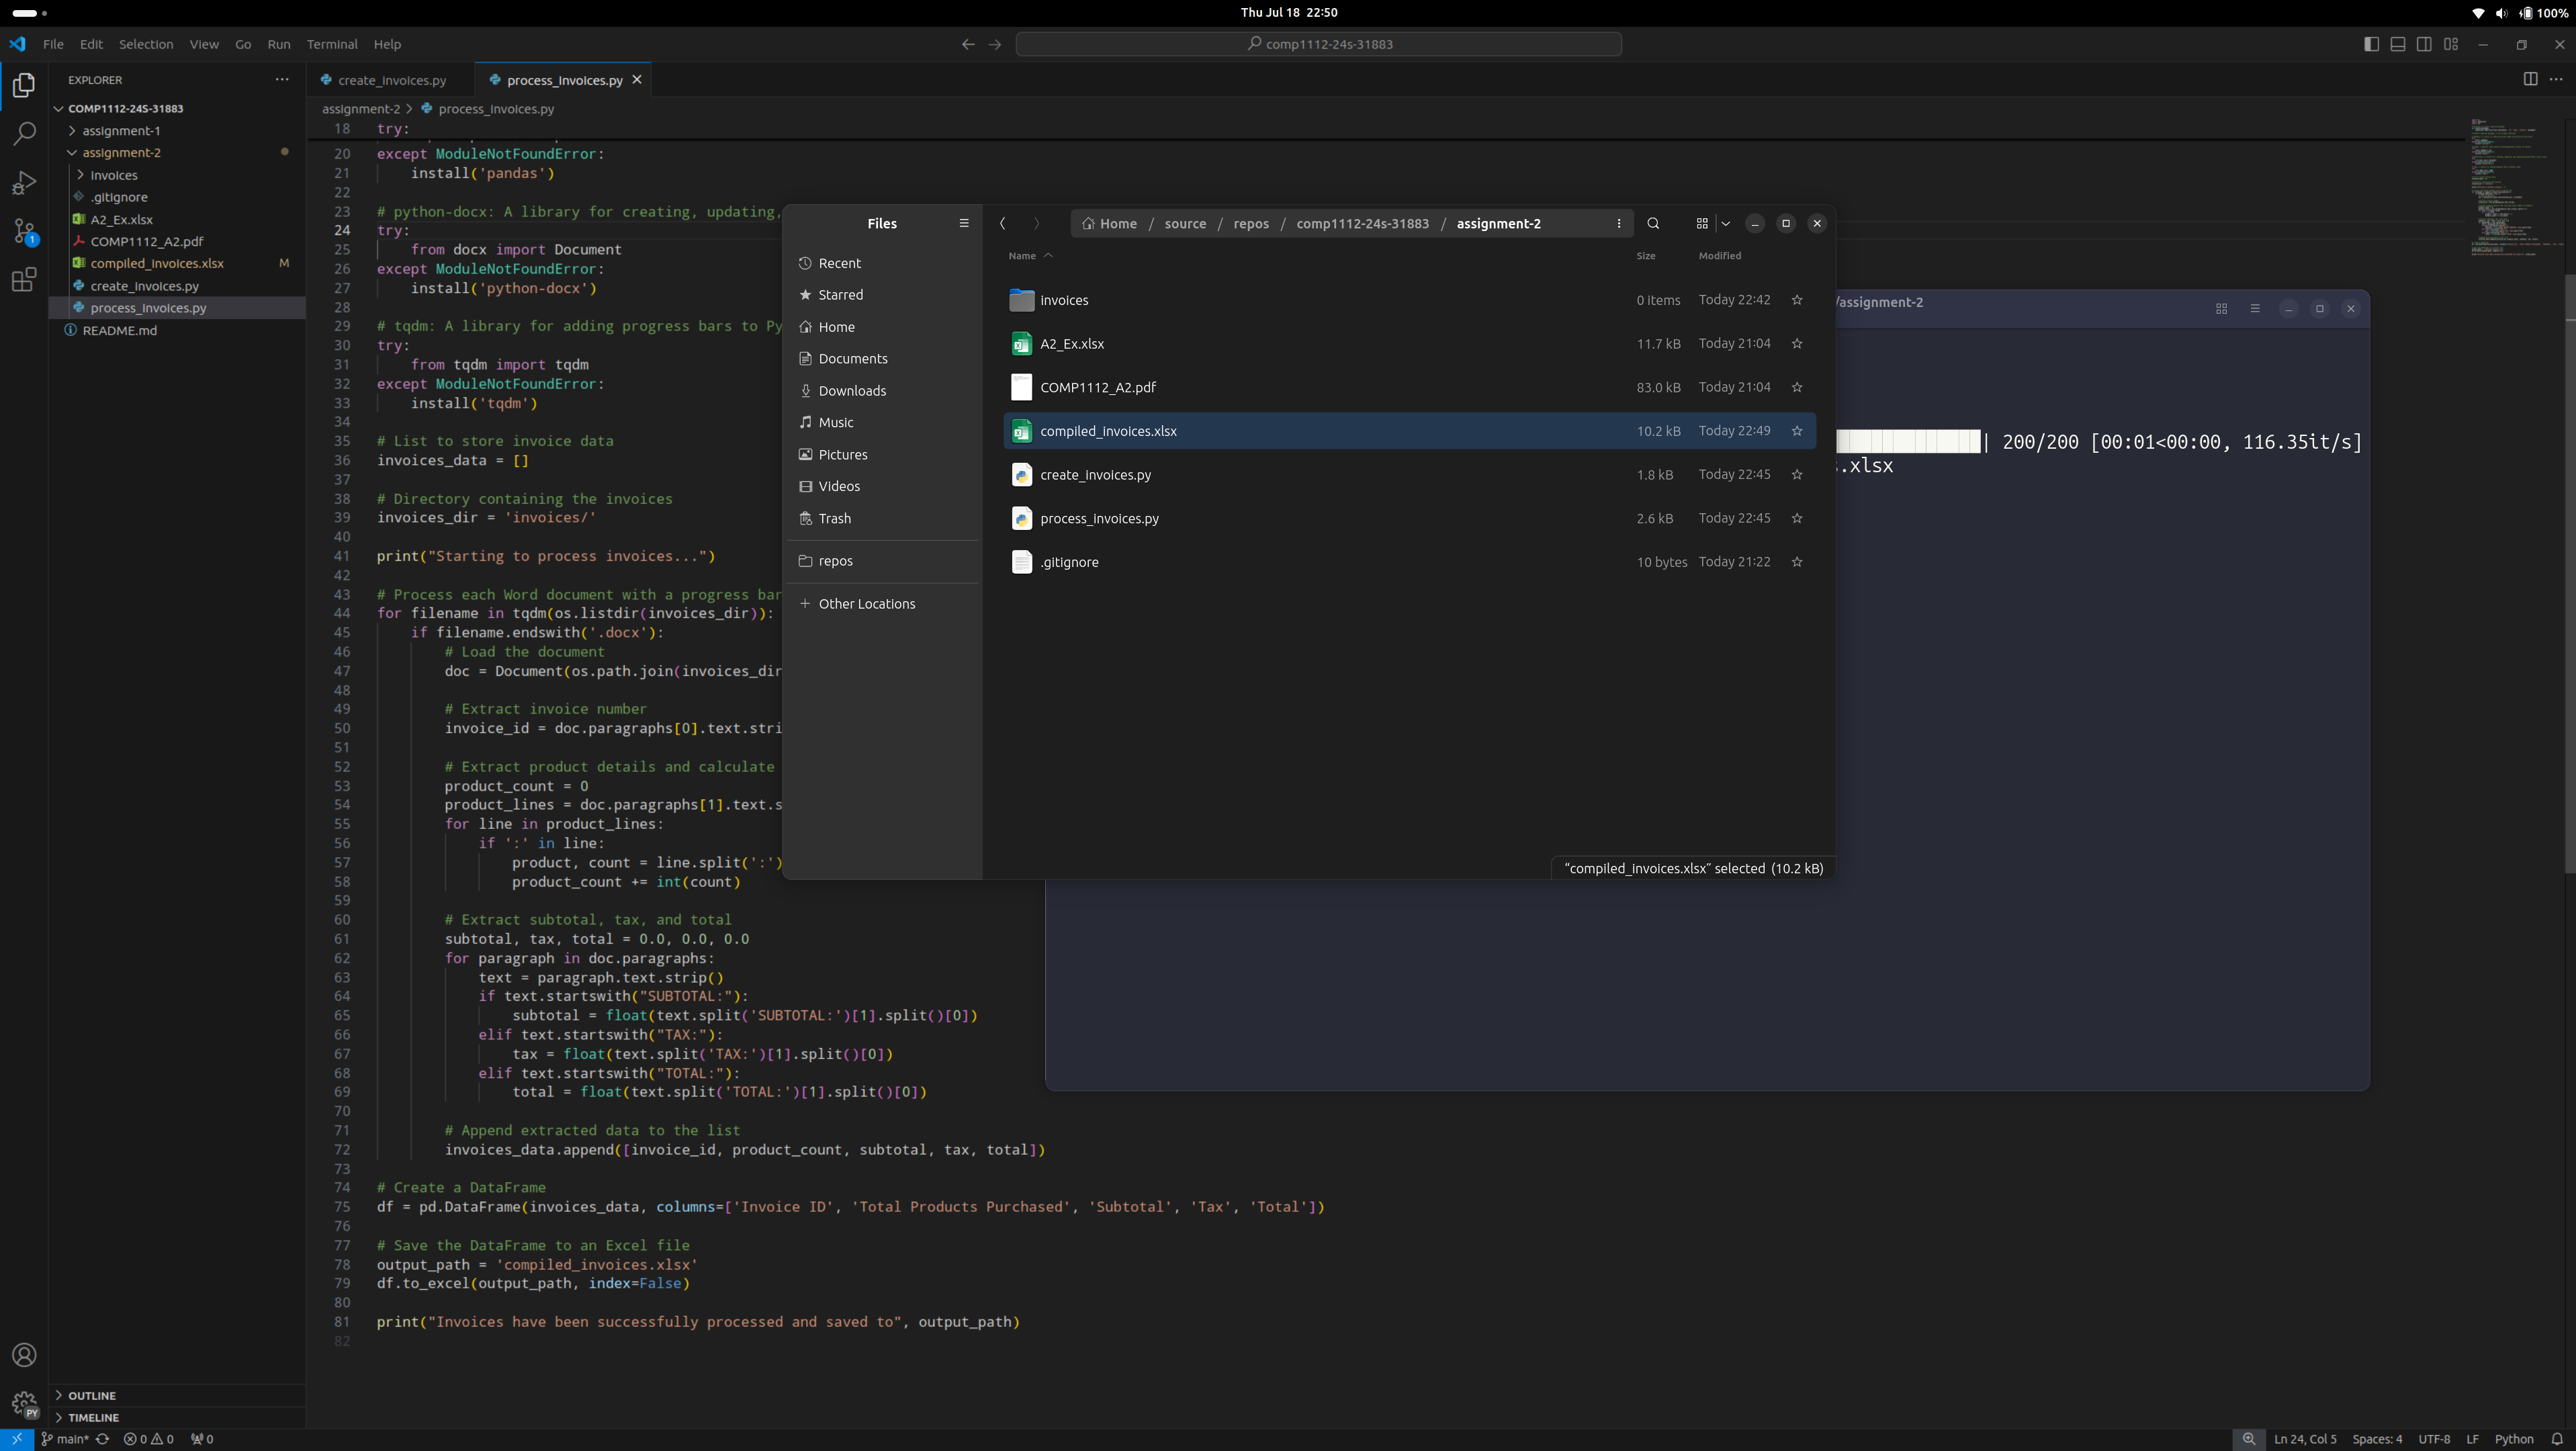 Thu Jul 18 22:50
100%
File Edit Selection View Go Run Terminal Help
comp1112-24s-31883
EXPLORER
COMP1112-24S-31883
assignment-1
assignment-2
invoices
.gitignore
A2_Ex.xlsx
COMP1112_A2.pdf
compiled_invoices.xlsx M
create_invoices.py
process_invoices.py
README.md
1
PY
OUTLINE
TIMELINE
create_invoices.py
process_invoices.py
assignment-2 > process_invoices.py
18 try:
20 except ModuleNotFoundError:
21 install('pandas')
22
23 # python-docx: A library for creating, updating,
24 try:
25 from docx import Document
26 except ModuleNotFoundError:
27 install('python-docx')
28
29 # tqdm: A library for adding progress bars to Py
30 try:
31 from tqdm import tqdm
32 except ModuleNotFoundError:
33 install('tqdm')
34
35 # List to store invoice data
36 invoices_data = []
37
38 # Directory containing the invoices
39 invoices_dir = 'invoices/'
40
41 print("Starting to process invoices...")
42
43 # Process each Word document with a progress bar
44 for filename in tqdm(os.listdir(invoices_dir)):
45 if filename.endswith('.docx'):
46 # Load the document
47 doc = Document(os.path.join(invoices_dir
48
49 # Extract invoice number
50 invoice_id = doc.paragraphs[0].text.stri
51
52 # Extract product details and calculate
53 product_count = 0
54 product_lines = doc.paragraphs[1].text.s
55 for line in product_lines:
56 if ':' in line:
57 product, count = line.split(':')
58 product_count += int(count)
59
60 # Extract subtotal, tax, and total
61 subtotal, tax, total = 0.0, 0.0, 0.0
62 for paragraph in doc.paragraphs:
63 text = paragraph.text.strip()
64 if text.startswith("SUBTOTAL:"):
65 subtotal = float(text.split('SUBTOTAL:')[1].split()[0])
66 elif text.startswith("TAX:"):
67 tax = float(text.split('TAX:')[1].split()[0])
68 elif text.startswith("TOTAL:"):
69 total = float(text.split('TOTAL:')[1].split()[0])
70
71 # Append extracted data to the list
72 invoices_data.append([invoice_id, product_count, subtotal, tax, total])
73
74 # Create a DataFrame
75 df = pd.DataFrame(invoices_data, columns=['Invoice ID', 'Total Products Purchased', 'Subtotal', 'Tax', 'Total'])
76
77 # Save the DataFrame to an Excel file
78 output_path = 'compiled_invoices.xlsx'
79 df.to_excel(output_path, index=False)
80
81 print("Invoices have been successfully processed and saved to", output_path)
82
Files
Recent
Starred
Home
Documents
Downloads
Music
Pictures
Videos
Trash
repos
Other Locations
Home / source / repos / comp1112-24s-31883 / assignment-2
Name Size Modified
invoices 0 items Today 22:42
A2_Ex.xlsx 11.7 kB Today 21:04
COMP1112_A2.pdf 83.0 kB Today 21:04
compiled_invoices.xlsx 10.2 kB Today 22:49
create_invoices.py 1.8 kB Today 22:45
process_invoices.py 2.6 kB Today 22:45
.gitignore 10 bytes Today 21:22
“compiled_invoices.xlsx” selected (10.2 kB)
/assignment-2
| 200/200 [00:01<00:00, 116.35it/s]
s.xlsx
main* 0 0 0
Ln 24, Col 5 Spaces: 4 UTF-8 LF Python